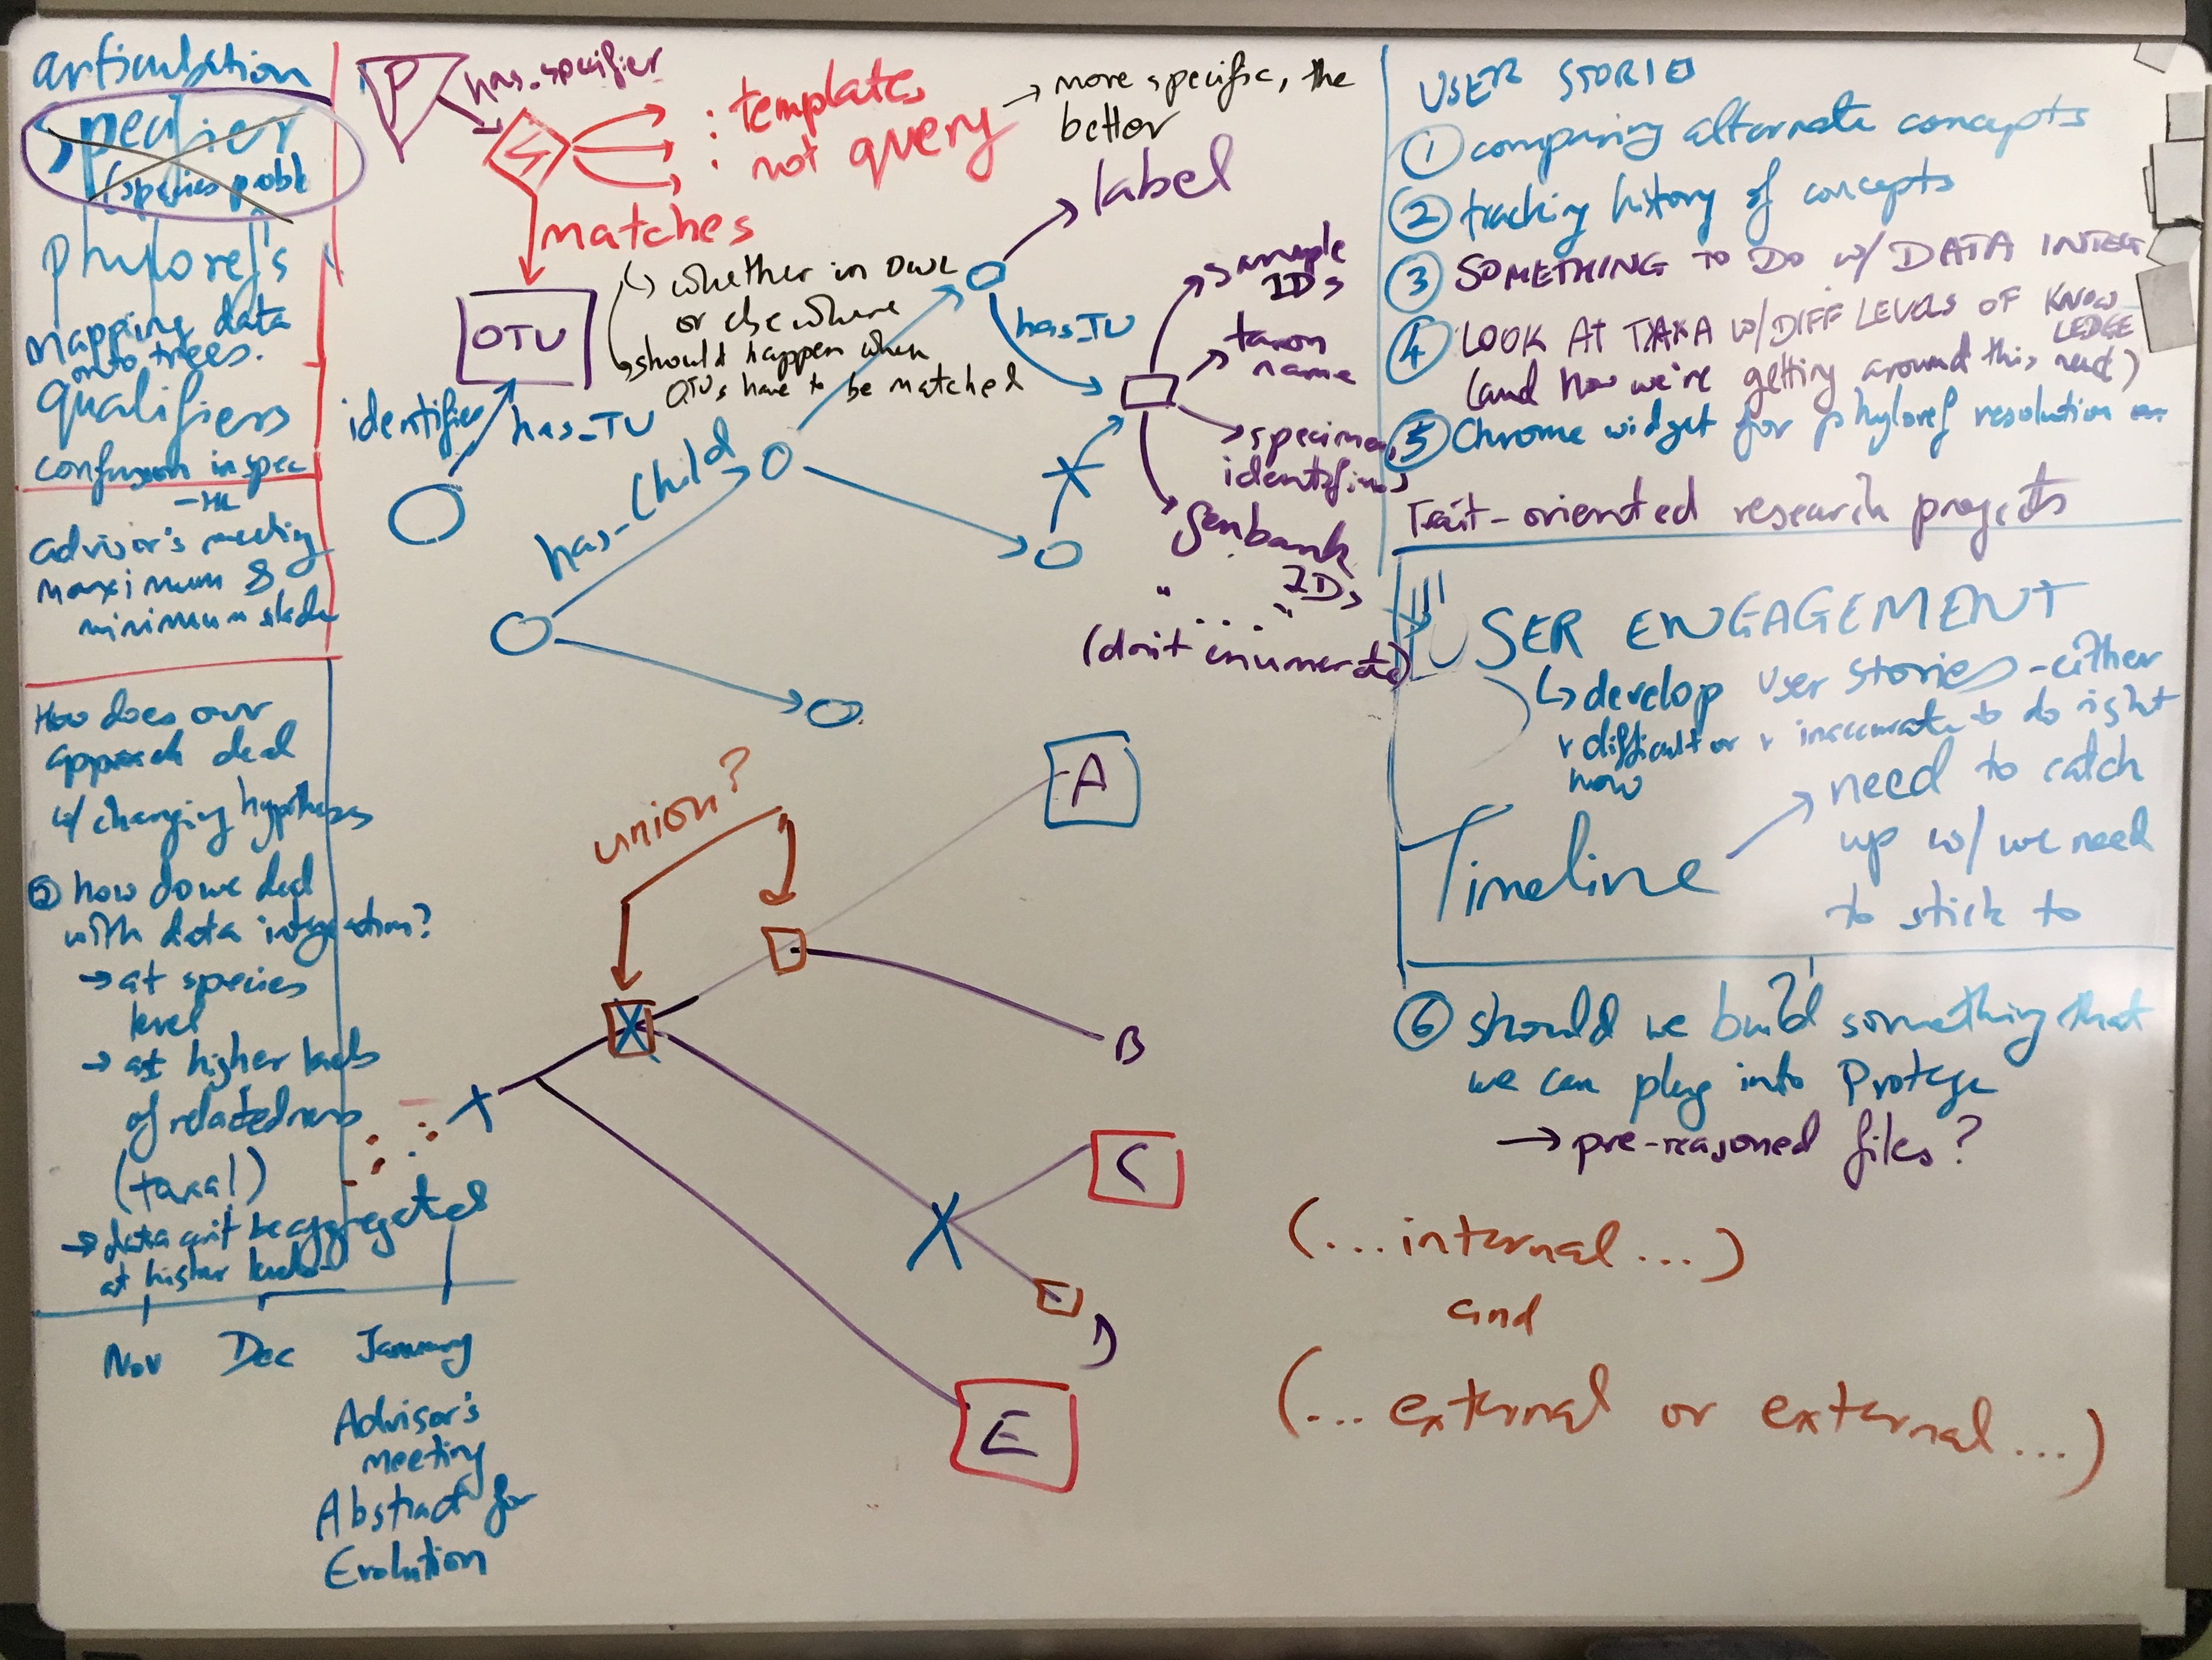 articulation
Specifier
(species probl
phyloref's
mapping data
onto trees.
qualifiers
confusion in spec
advisor's meeting
maximum &
minimum
How does our
approach deal
w/ changing hypotheses
② how do we deal
with data integration?
→ at species
level
→ at higher levels
of relatedness
(taxa!)
→ data can't be aggregated
at higher levels
Nov
Dec
January
Advisor's
meeting
Abstract for
Evolution
P
has_specifier
S
: template,
: not query
→ more specific, the
better
matches
↳ whether in OWL
or elsewhere
↳ should happen when
OTUs have to be matched
OTU
identifies
has_TU
has_Child
label
has_TU
sample
IDs
taxon
name
specimen
identifiers
Genbank
IDs
" .... "
(don't enumerate)
union?
A
B
C
D
E
USER STORIES
① comparing alternate concepts
② tracking history of concepts
③ SOMETHING TO DO w/ DATA INTEG
④ LOOK AT TAXA w/ DIFF LEVELS OF KNOW
LEDGE
(and how we're getting around this need)
⑤ Chrome widget for phyloref resolution
Trait-oriented research projects
USER ENGAGEMENT
↳ develop user stories - either
v difficult or v inaccurate to do right
now
Timeline
need to catch
up w/ we need
to stick to
⑥ should we build something that
we can plug into Protege
→ pre-reasoned files?
(...internal...)
and
(... external or external...)